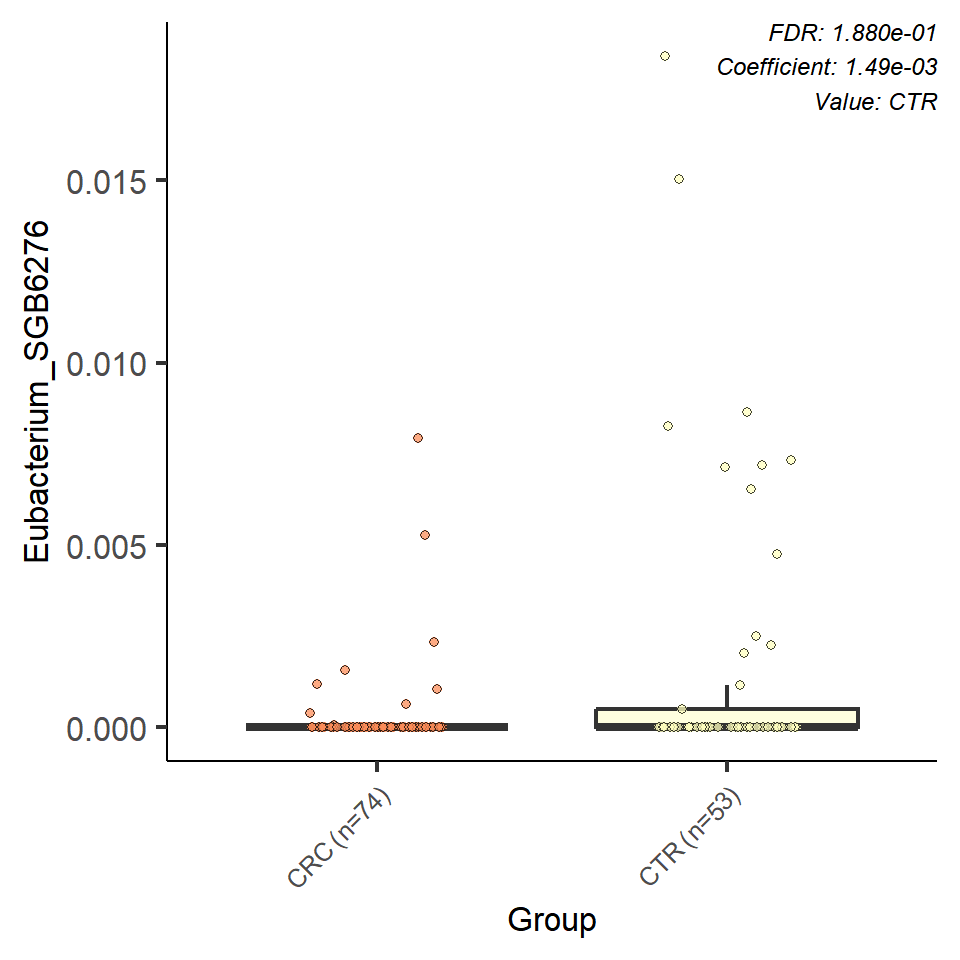 FDR: 1.880e-01
Coefficient: 1.49e-03
Value: CTR
Eubacterium_SGB6276
0.015
0.010
0.005
0.000
CRC (n=74)
CTR (n=53)
Group